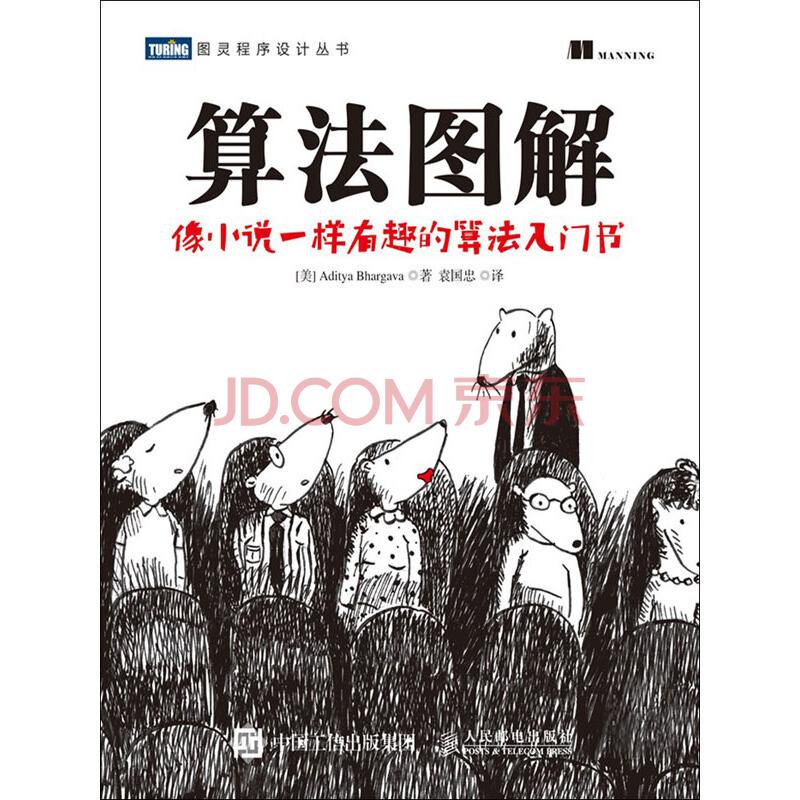 TURING 图灵程序设计丛书
MANNING
算法图解
像小说一样有趣的算法入门书
[美] Aditya Bhargava ◎著 袁国忠 ◎译
JD.COM 京东
中国工信出版集团
人民邮电出版社
POSTS & TELECOM PRESS